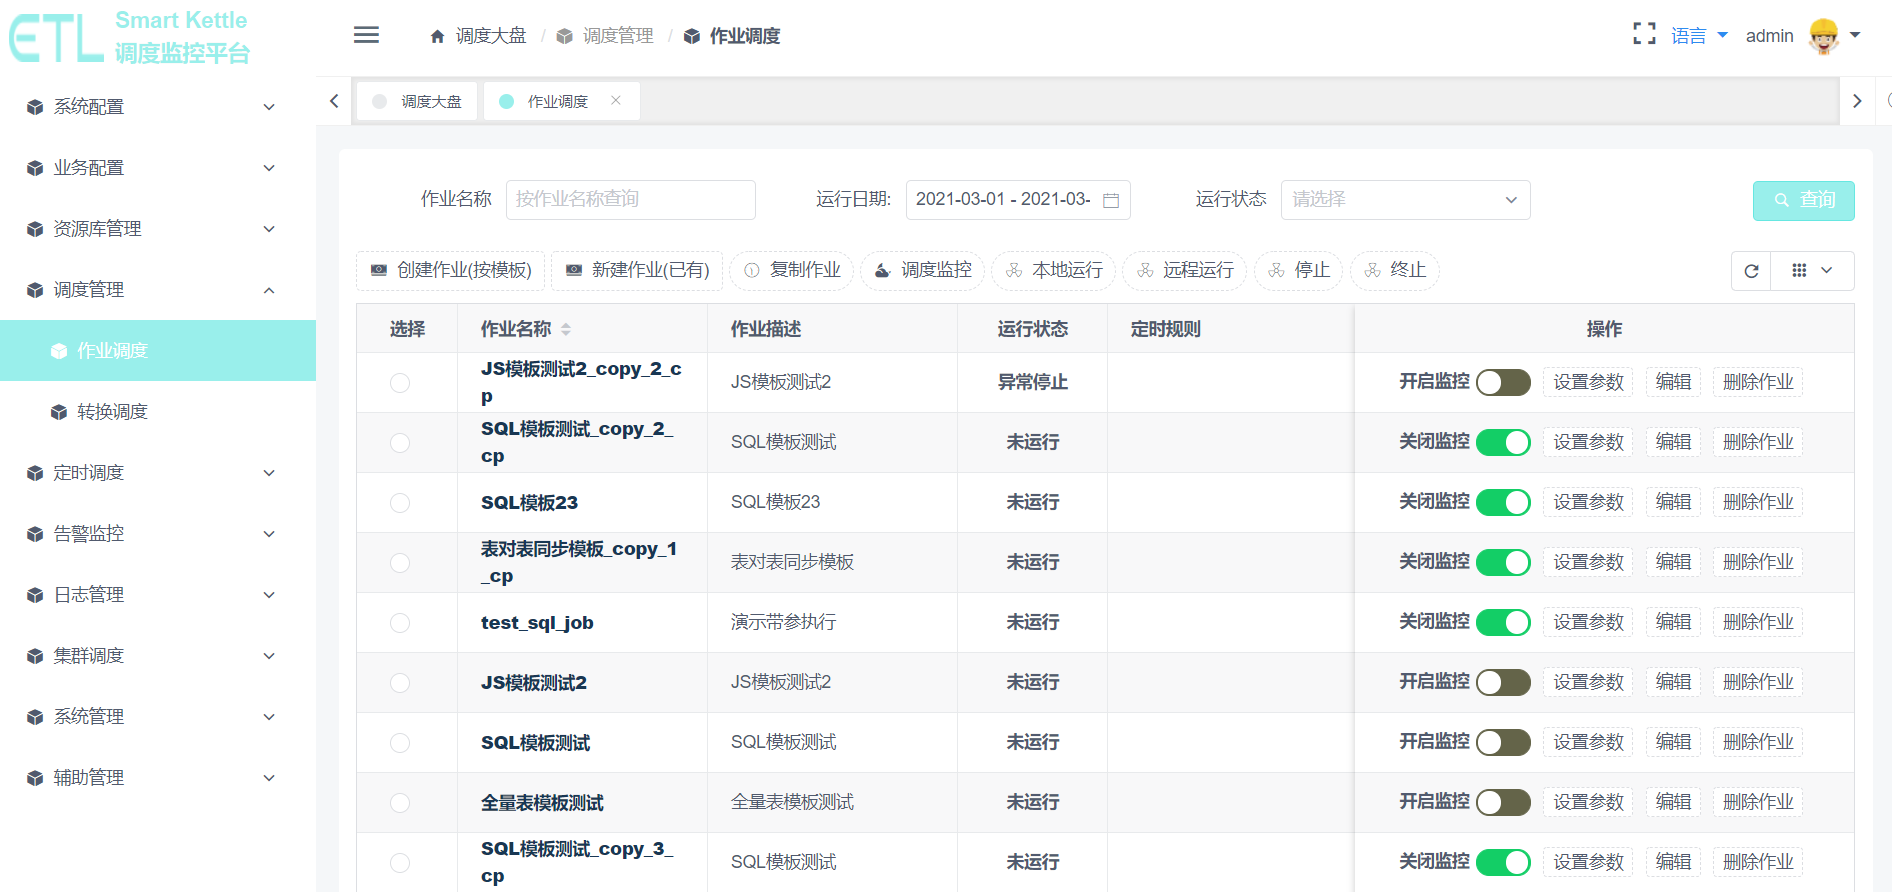 ETL Smart Kettle
调度监控平台
调度大盘 / 调度管理 / 作业调度
语言 admin
系统配置
业务配置
资源库管理
调度管理
作业调度
转换调度
定时调度
告警监控
日志管理
集群调度
系统管理
辅助管理
调度大盘 作业调度
作业名称 按作业名称查询 运行日期: 2021-03-01 - 2021-03- 运行状态 请选择 查询
创建作业(按模板) 新建作业(已有) 复制作业 调度监控 本地运行 远程运行 停止 终止
选择 作业名称 作业描述 运行状态 定时规则 操作
JS模板测试2_copy_2_c
p JS模板测试2 异常停止 开启监控 设置参数 编辑 删除作业
SQL模板测试_copy_2_
cp SQL模板测试 未运行 关闭监控 设置参数 编辑 删除作业
SQL模板23 SQL模板23 未运行 关闭监控 设置参数 编辑 删除作业
表对表同步模板_copy_1
_cp 表对表同步模板 未运行 关闭监控 设置参数 编辑 删除作业
test_sql_job 演示带参执行 未运行 关闭监控 设置参数 编辑 删除作业
JS模板测试2 JS模板测试2 未运行 开启监控 设置参数 编辑 删除作业
SQL模板测试 SQL模板测试 未运行 开启监控 设置参数 编辑 删除作业
全量表模板测试 全量表模板测试 未运行 开启监控 设置参数 编辑 删除作业
SQL模板测试_copy_3_
cp SQL模板测试 未运行 关闭监控 设置参数 编辑 删除作业